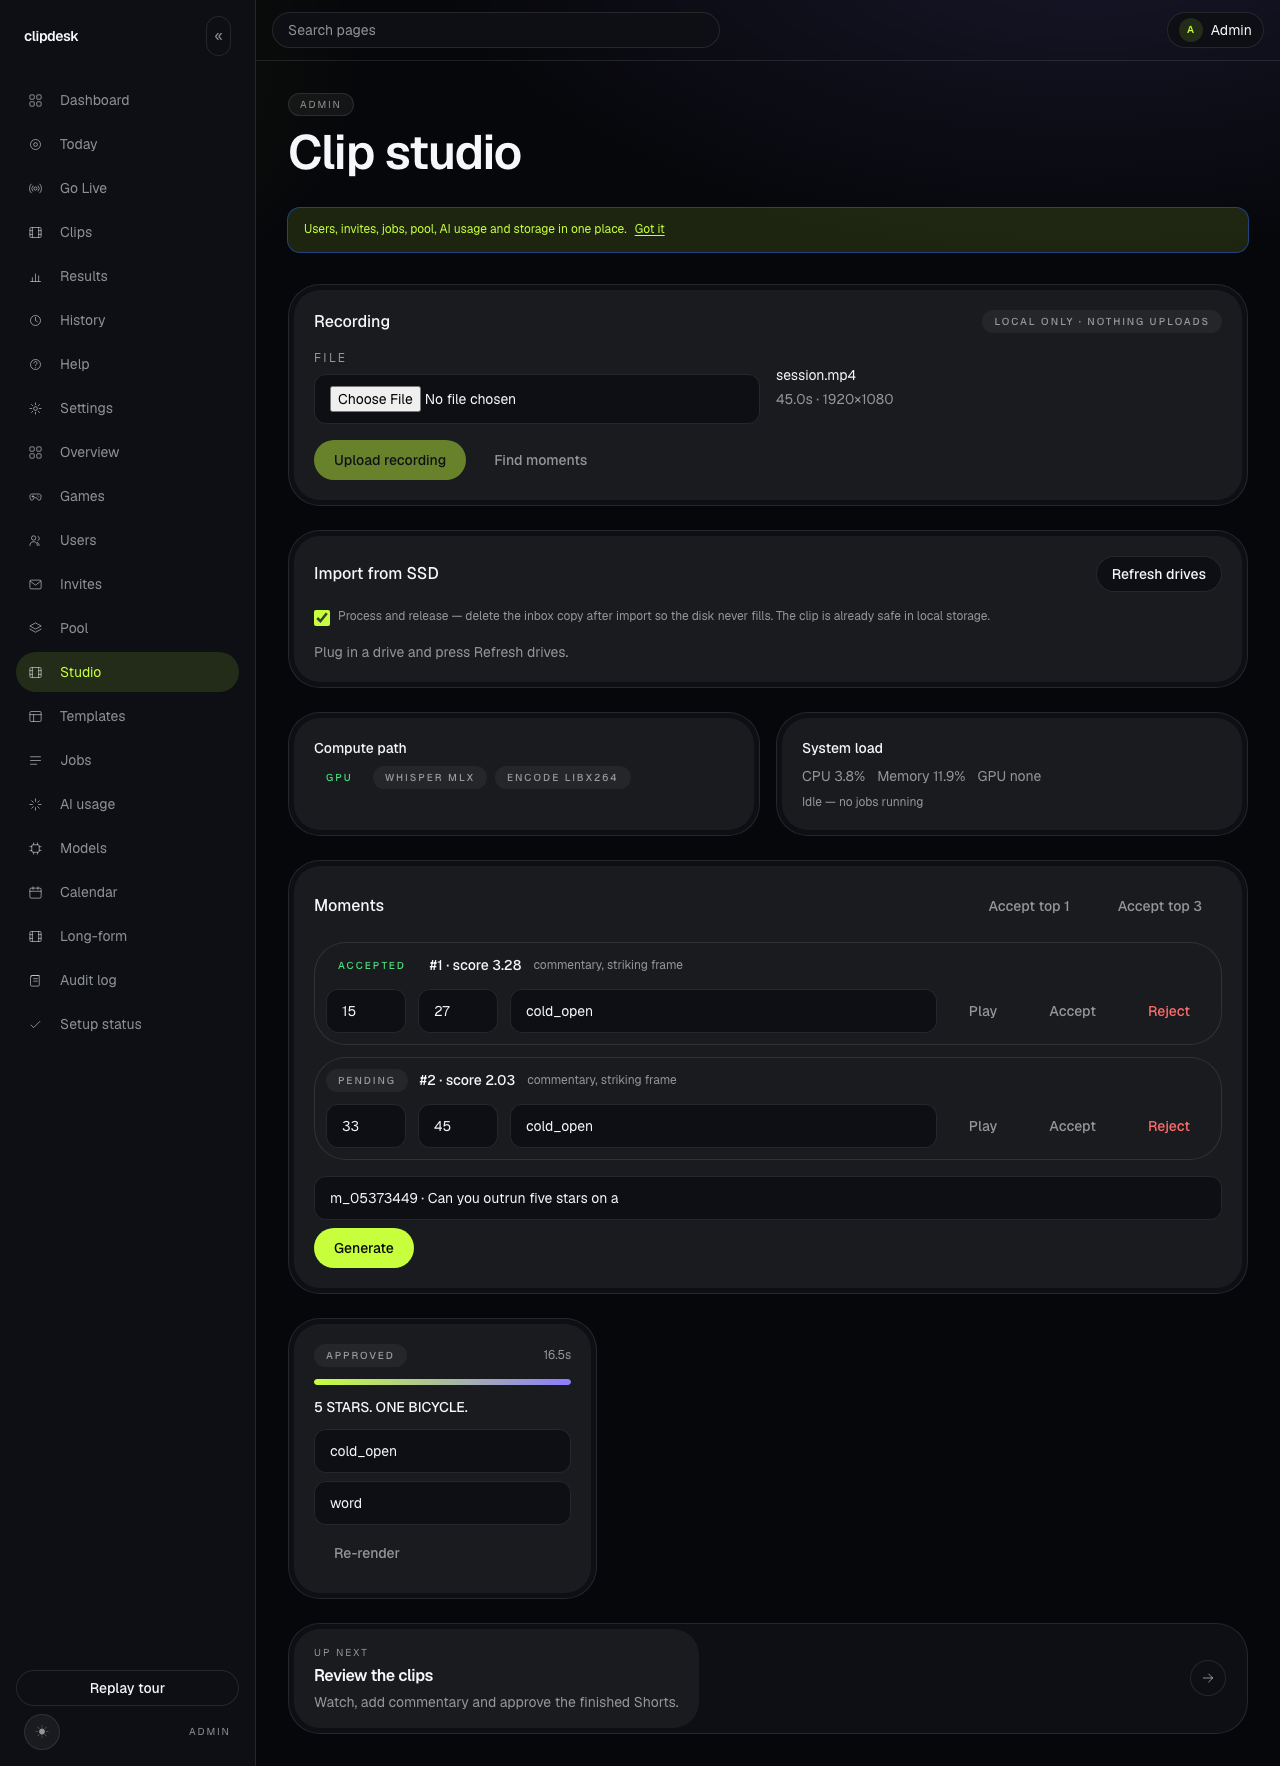 clipdesk
«
Search pages
A Admin
Dashboard
Today
Go Live
Clips
Results
History
Help
Settings
Overview
Games
Users
Invites
Pool
Studio
Templates
Jobs
AI usage
Models
Calendar
Long-form
Audit log
Setup status
Replay tour
ADMIN
ADMIN
Clip studio
Users, invites, jobs, pool, AI usage and storage in one place. Got it
Recording
LOCAL ONLY · NOTHING UPLOADS
FILE
Choose File No file chosen
session.mp4
45.0s · 1920×1080
Upload recording
Find moments
Import from SSD
Refresh drives
Process and release — delete the inbox copy after import so the disk never fills. The clip is already safe in local storage.
Plug in a drive and press Refresh drives.
Compute path
GPU WHISPER MLX ENCODE LIBX264
System load
CPU 3.8% Memory 11.9% GPU none
Idle — no jobs running
Moments
Accept top 1 Accept top 3
ACCEPTED #1 · score 3.28 commentary, striking frame
15 27 cold_open Play Accept Reject
PENDING #2 · score 2.03 commentary, striking frame
33 45 cold_open Play Accept Reject
m_05373449 · Can you outrun five stars on a
Generate
APPROVED 16.5s
5 STARS. ONE BICYCLE.
cold_open
word
Re-render
UP NEXT
Review the clips
Watch, add commentary and approve the finished Shorts.